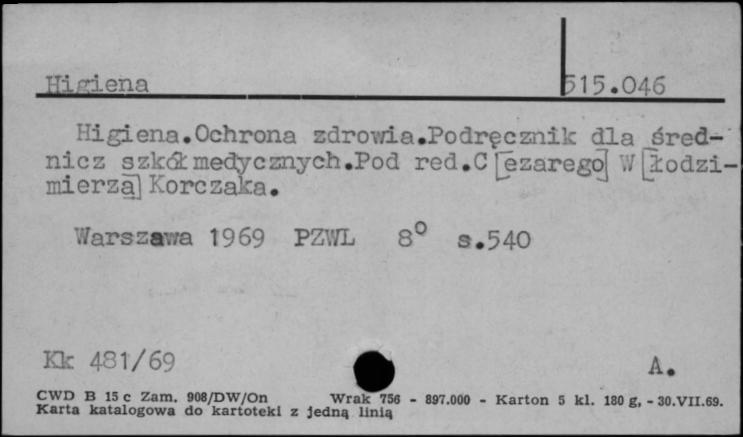 Higiena 515.046
Higiena.Ochrona zdrowia.Podręcznik dla śred-
nicz szkół medycznych.Pod red.C[ezarego] W[łodzi-
mierza] Korczaka.
Warszawa 1969 PZWL 8° s.540
Kk 481/69 A.
CWD B 15 c Zam. 908/DW/On Wrak 756 - 897.000 - Karton 5 kl. 180 g, - 30.VII.69.
Karta katalogowa do kartoteki z jedną linią